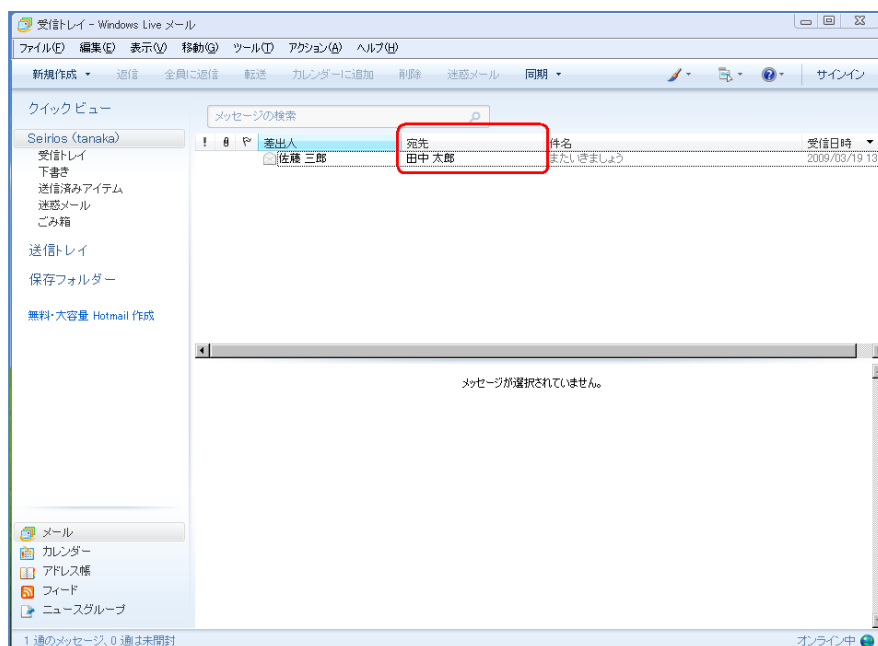 受信トレイ - Windows Live メール
ファイル(F) 編集(E) 表示(V) 移動(G) ツール(T) アクション(A) ヘルプ(H)
新規作成 返信 全員に返信 転送 カレンダーに追加 削除 迷惑メール 同期 サインイン
クイック ビュー
メッセージの検索
Seirios (tanaka)
受信トレイ
下書き
送信済みアイテム
迷惑メール
ごみ箱
送信トレイ
保存フォルダー
無料・大容量 Hotmail 作成
! 差出人 宛先 件名 受信日時
佐藤 三郎 田中 太郎 またいきましょう 2009/03/19 13
メッセージが選択されていません。
メール
カレンダー
アドレス帳
フィード
ニュースグループ
1 通のメッセージ、0 通は未開封
オンライン中